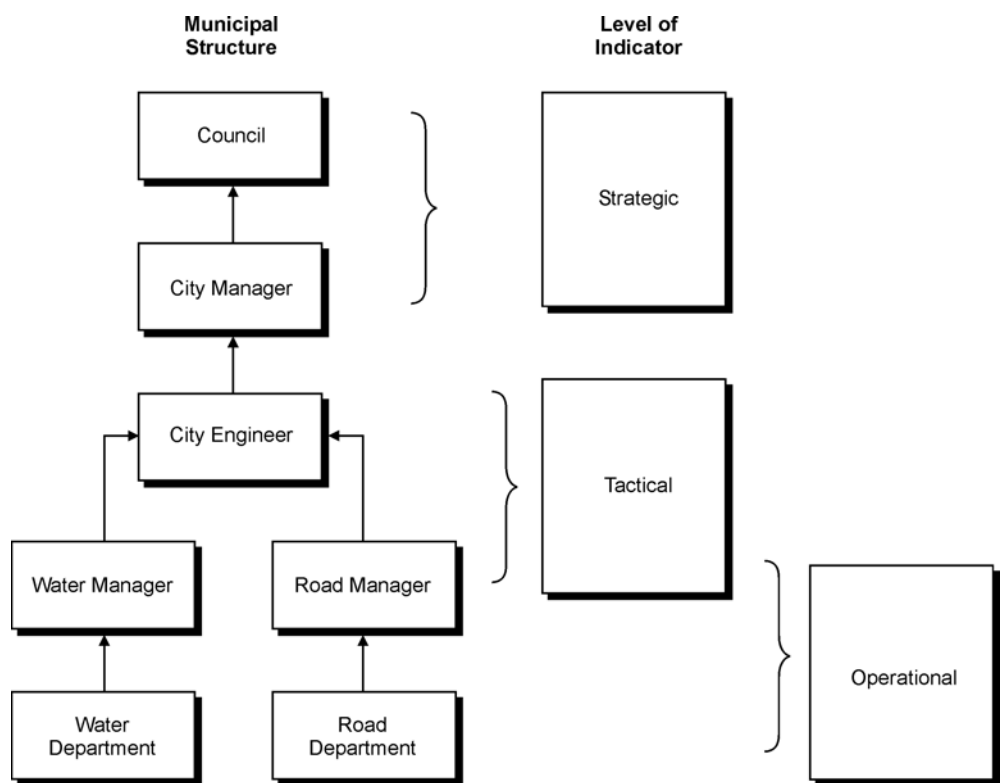 Municipal
Structure
Level of
Indicator
Council
Strategic
City Manager
City Engineer
Tactical
Water Manager
Road Manager
Operational
Water
Department
Road
Department